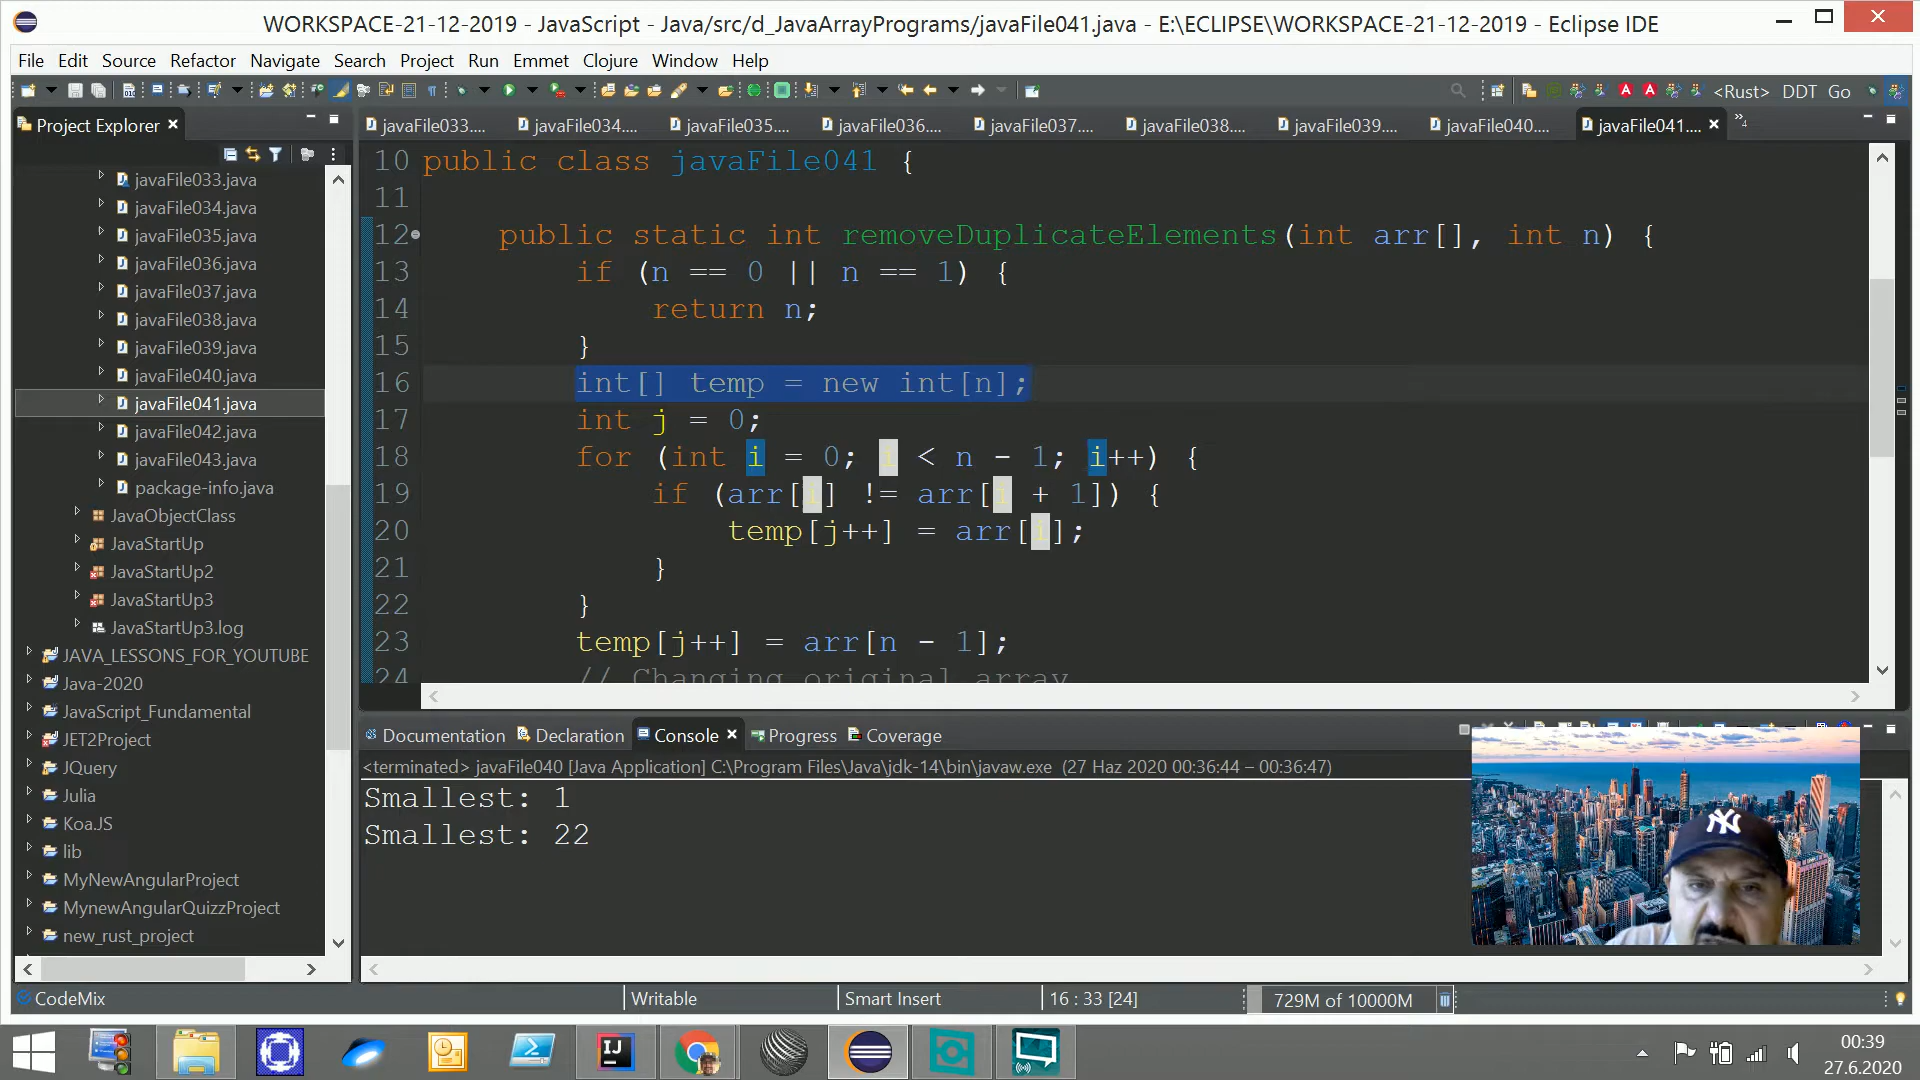 WORKSPACE-21-12-2019 - JavaScript - Java/src/d_JavaArrayPrograms/javaFile041.java - E:\ECLIPSE\WORKSPACE-21-12-2019 - Eclipse IDE
File Edit Source Refactor Navigate Search Project Run Emmet Clojure Window Help
<Rust> DDT Go
Project Explorer
javaFile033.... javaFile034.... javaFile035.... javaFile036.... javaFile037.... javaFile038.... javaFile039.... javaFile040.... javaFile041.... »4
javaFile033.java
javaFile034.java
javaFile035.java
javaFile036.java
javaFile037.java
javaFile038.java
javaFile039.java
javaFile040.java
javaFile041.java
javaFile042.java
javaFile043.java
package-info.java
JavaObjectClass
JavaStartUp
JavaStartUp2
JavaStartUp3
JavaStartUp3.log
JAVA_LESSONS_FOR_YOUTUBE
Java-2020
JavaScript_Fundamental
JET2Project
JQuery
Julia
Koa.JS
lib
MyNewAngularProject
MynewAngularQuizzProject
new_rust_project
10 public class javaFile041 {
11
12 public static int removeDuplicateElements(int arr[], int n) {
13 if (n == 0 || n == 1) {
14 return n;
15 }
16 int[] temp = new int[n];
17 int j = 0;
18 for (int i = 0; i < n - 1; i++) {
19 if (arr[i] != arr[i + 1]) {
20 temp[j++] = arr[i];
21 }
22 }
23 temp[j++] = arr[n - 1];
24 // Changing original array
Documentation Declaration Console Progress Coverage
<terminated> javaFile040 [Java Application] C:\Program Files\Java\jdk-14\bin\javaw.exe (27 Haz 2020 00:36:44 – 00:36:47)
Smallest: 1
Smallest: 22
NY
CodeMix Writable Smart Insert 16 : 33 [24] 729M of 10000M
IJ
00:39
27.6.2020